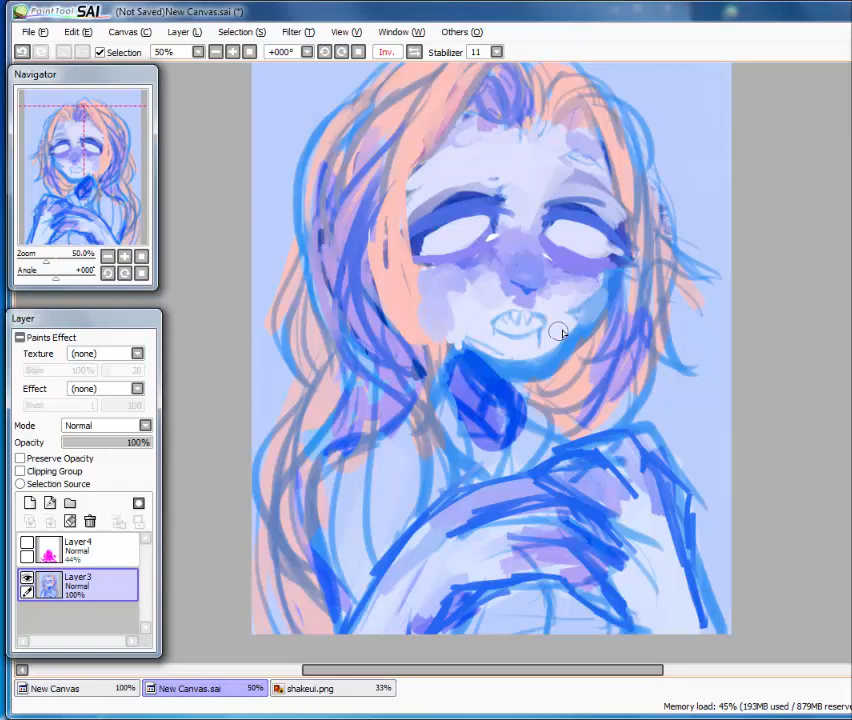 PaintTool SAI (Not Saved)New Canvas.sai (*)
File (F) Edit (E) Canvas (C) Layer (L) Selection (S) Filter (T) View (V) Window (W) Others (O)
Selection 50% +000° Inv. Stabilizer 11
Navigator
Zoom 50.0%
Angle +000°
Layer
Paints Effect
Texture (none)
Scale 100% 20
Effect (none)
Width 1 100
Mode Normal
Opacity 100%
Preserve Opacity
Clipping Group
Selection Source
Layer4
Normal
44%
Layer3
Normal
100%
New Canvas 100% New Canvas.sai 50% shakeui.png 33%
Memory load: 45% (193MB used / 879MB reserve